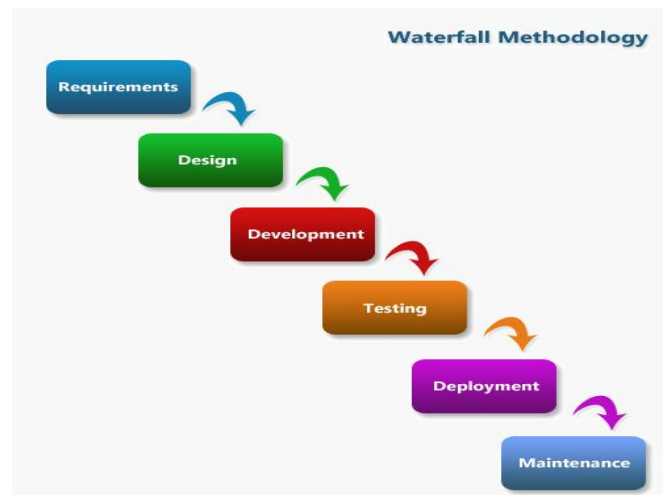 Waterfall Methodology
Requirements
Design
Development
Testing
Deployment
Maintenance